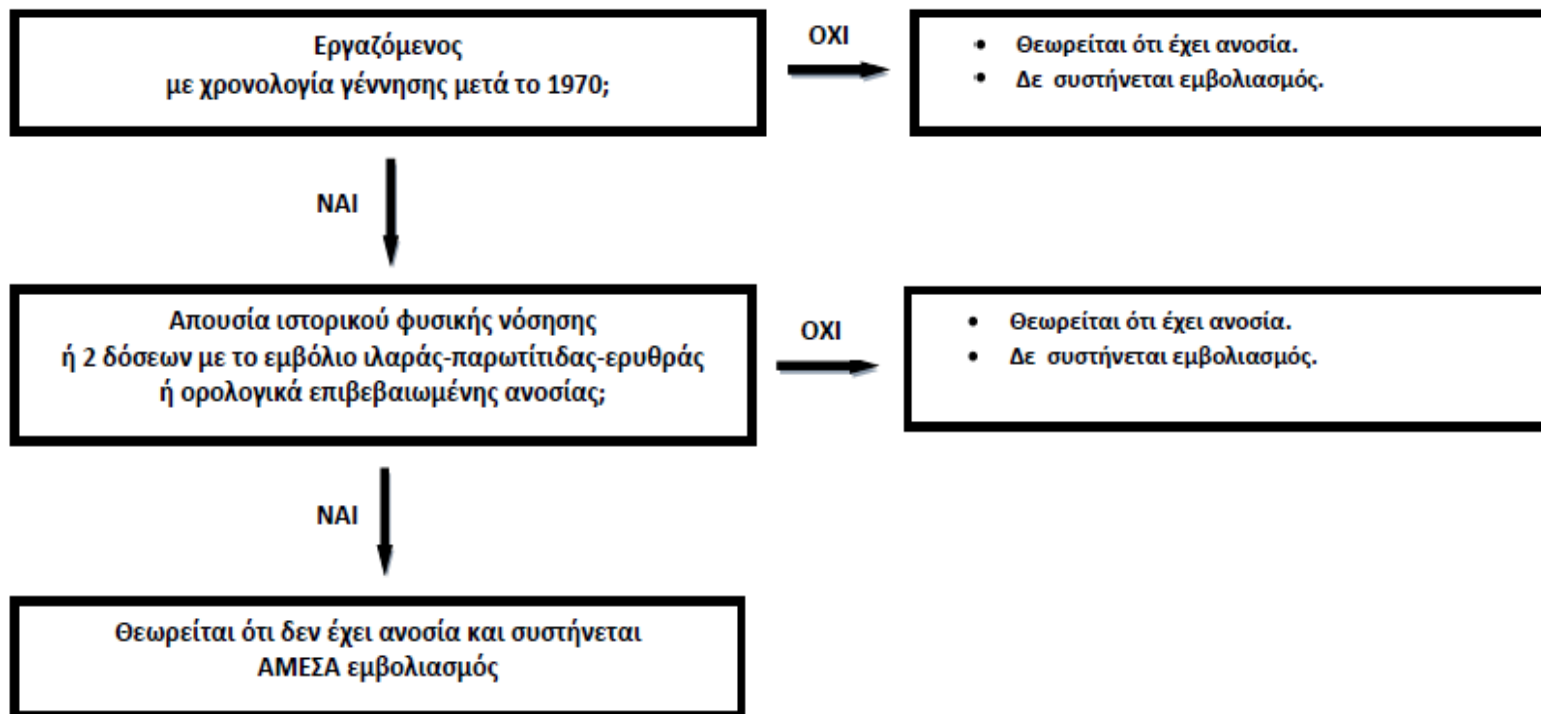 Εργαζόμενος
με χρονολογία γέννησης μετά το 1970;
ΟΧΙ
• Θεωρείται ότι έχει ανοσία.
• Δε συστήνεται εμβολιασμός.
ΝΑΙ
Απουσία ιστορικού φυσικής νόσησης
ή 2 δόσεων με το εμβόλιο ιλαράς-παρωτίτιδας-ερυθράς
ή ορολογικά επιβεβαιωμένης ανοσίας;
ΟΧΙ
• Θεωρείται ότι έχει ανοσία.
• Δε συστήνεται εμβολιασμός.
ΝΑΙ
Θεωρείται ότι δεν έχει ανοσία και συστήνεται
ΑΜΕΣΑ εμβολιασμός